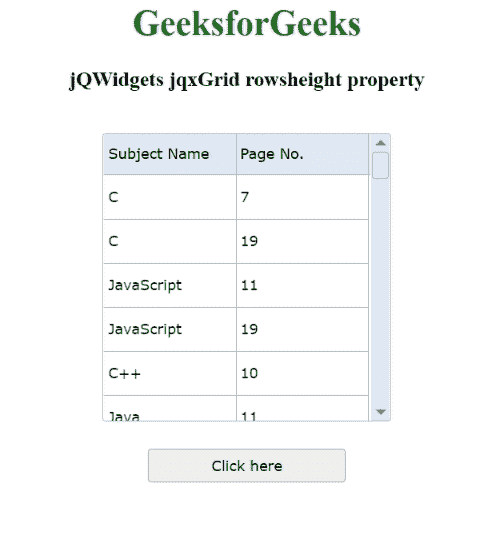 GeeksforGeeks
jQWidgets jqxGrid rowsheight property
Subject Name Page No.
C 7
C 19
JavaScript 11
JavaScript 19
C++ 10
Java 11
Click here